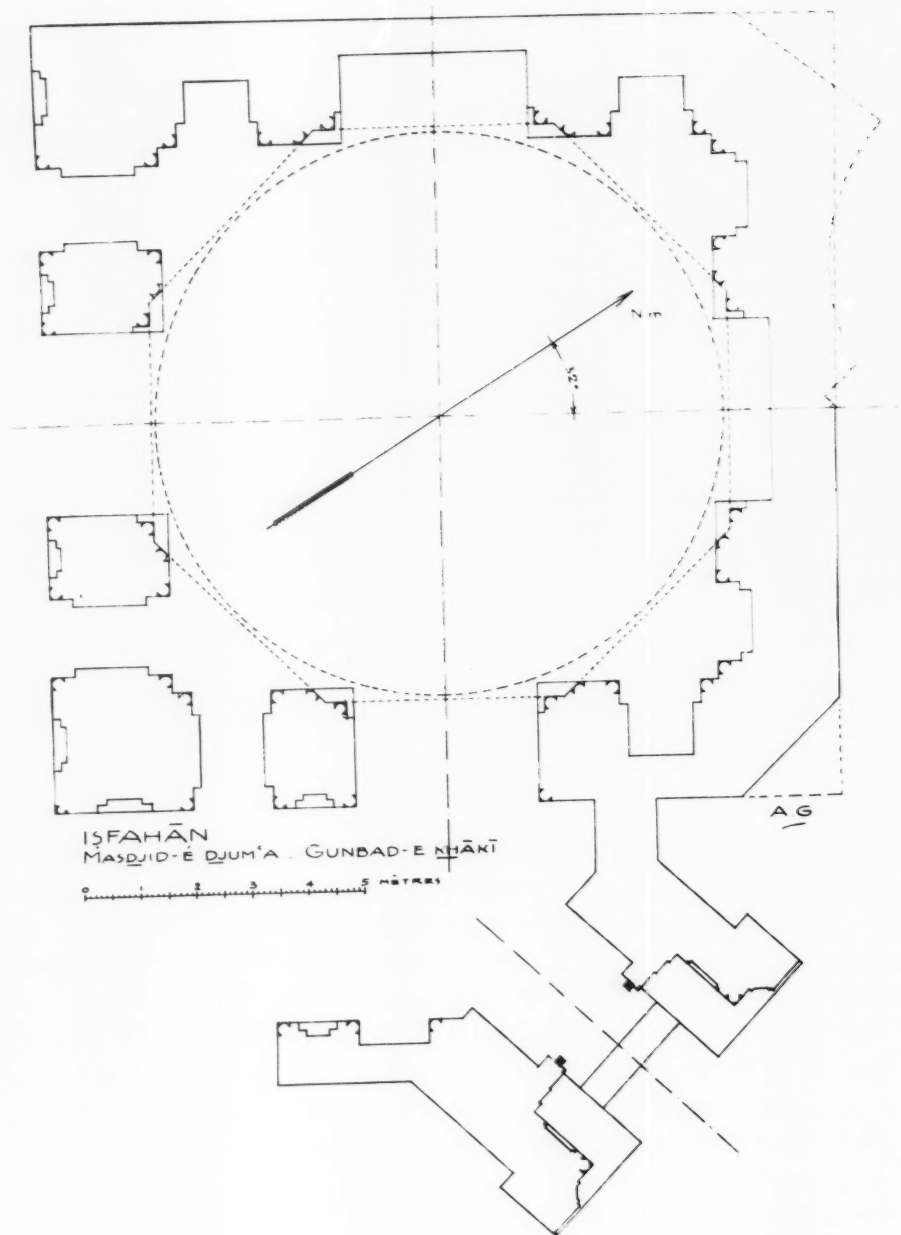 N m
32°
AG
IṢFAHĀN
MASDJID-É DJUM‘A . GUNBAD-E KHĀKĪ
0 1 2 3 4 5 MÈTRES